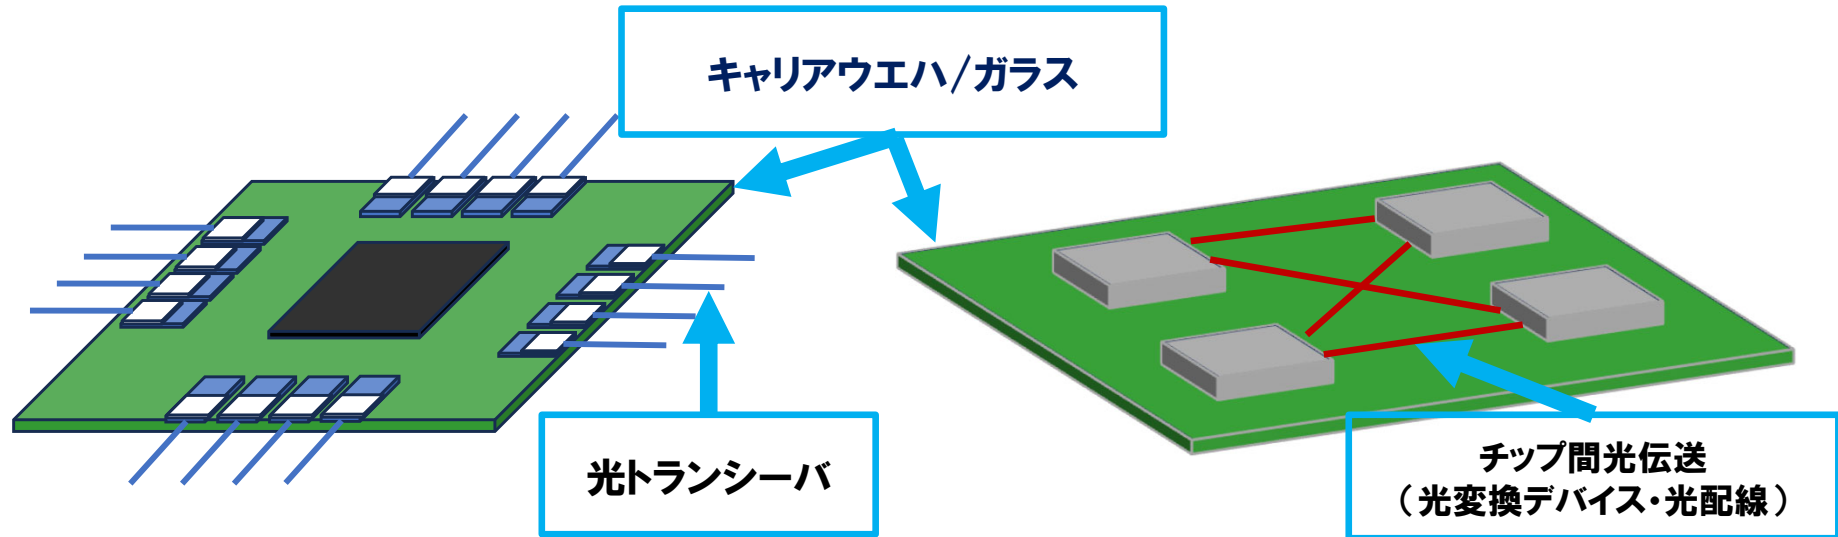 キャリアウエハ/ガラス
光トランシーバ
チップ間光伝送
（光変換デバイス・光配線）